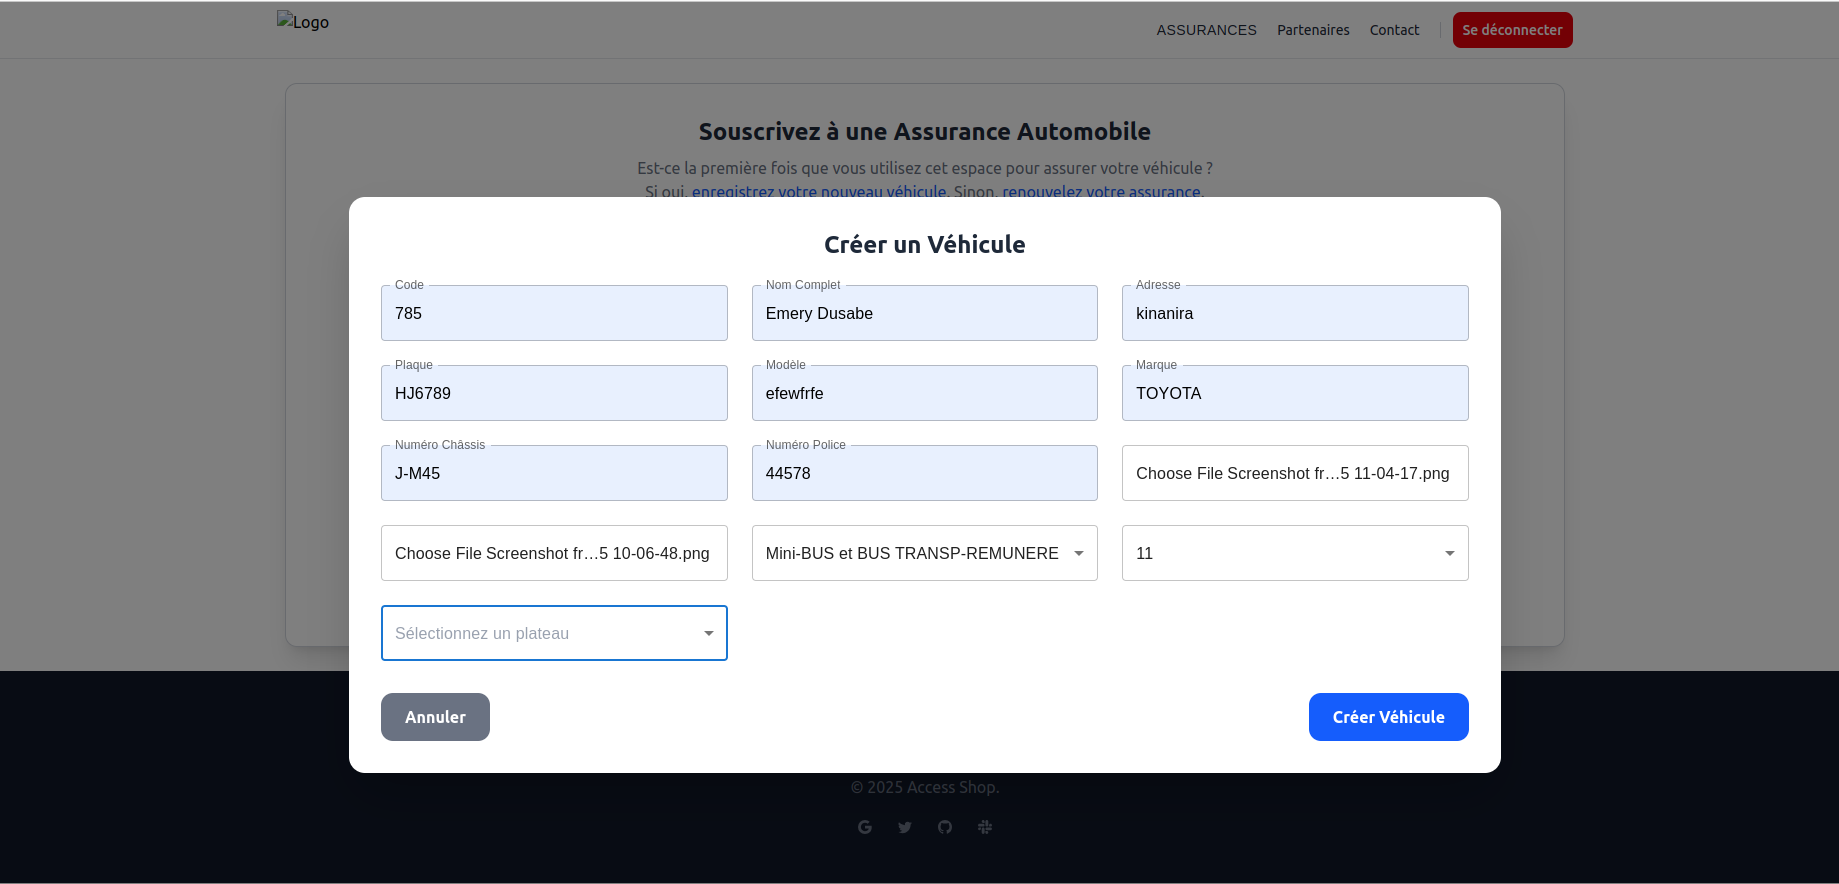 Logo
ASSURANCES Partenaires Contact Se déconnecter
Souscrivez à une Assurance Automobile
Est-ce la première fois que vous utilisez cet espace pour assurer votre véhicule ?
Si oui, enregistrez votre nouveau véhicule. Sinon, renouvelez votre assurance.
Créer un Véhicule
Code Nom Complet Adresse
785 Emery Dusabe kinanira
Plaque Modèle Marque
HJ6789 efewfrfe TOYOTA
Numéro Châssis Numéro Police
J-M45 44578 Choose File Screenshot fr…5 11-04-17.png
Choose File Screenshot fr…5 10-06-48.png Mini-BUS et BUS TRANSP-REMUNERE 11
Sélectionnez un plateau
Annuler Créer Véhicule
© 2025 Access Shop.